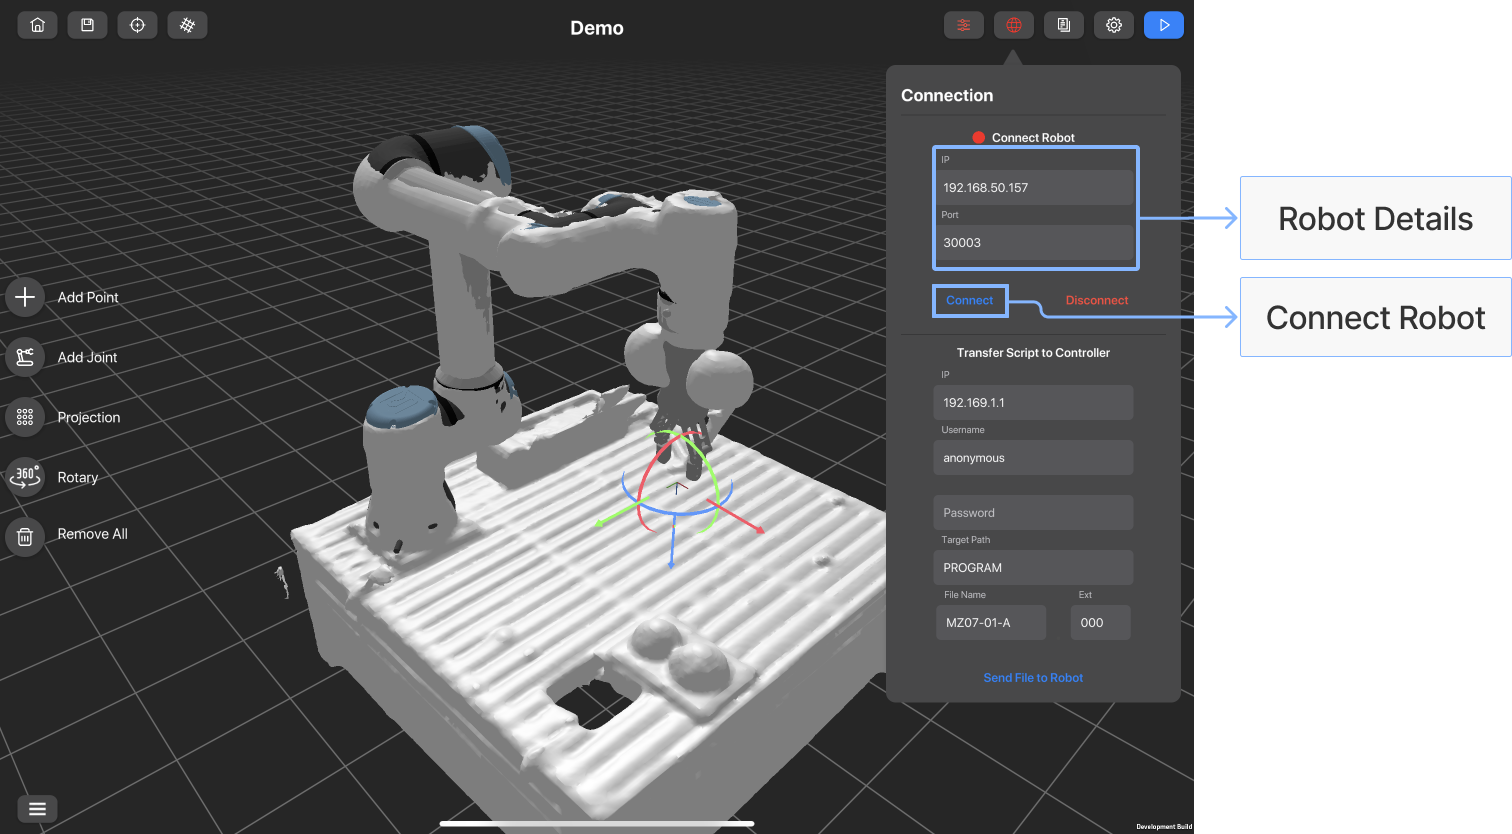 Demo
Connection
Connect Robot
IP
192.168.50.157
Port
30003
Connect
Disconnect
Transfer Script to Controller
IP
192.169.1.1
Username
anonymous
Password
Target Path
PROGRAM
File Name
Ext
MZ07-01-A
000
Send File to Robot
Add Point
Add Joint
Projection
360°
Rotary
Remove All
Robot Details
Connect Robot
Development Build